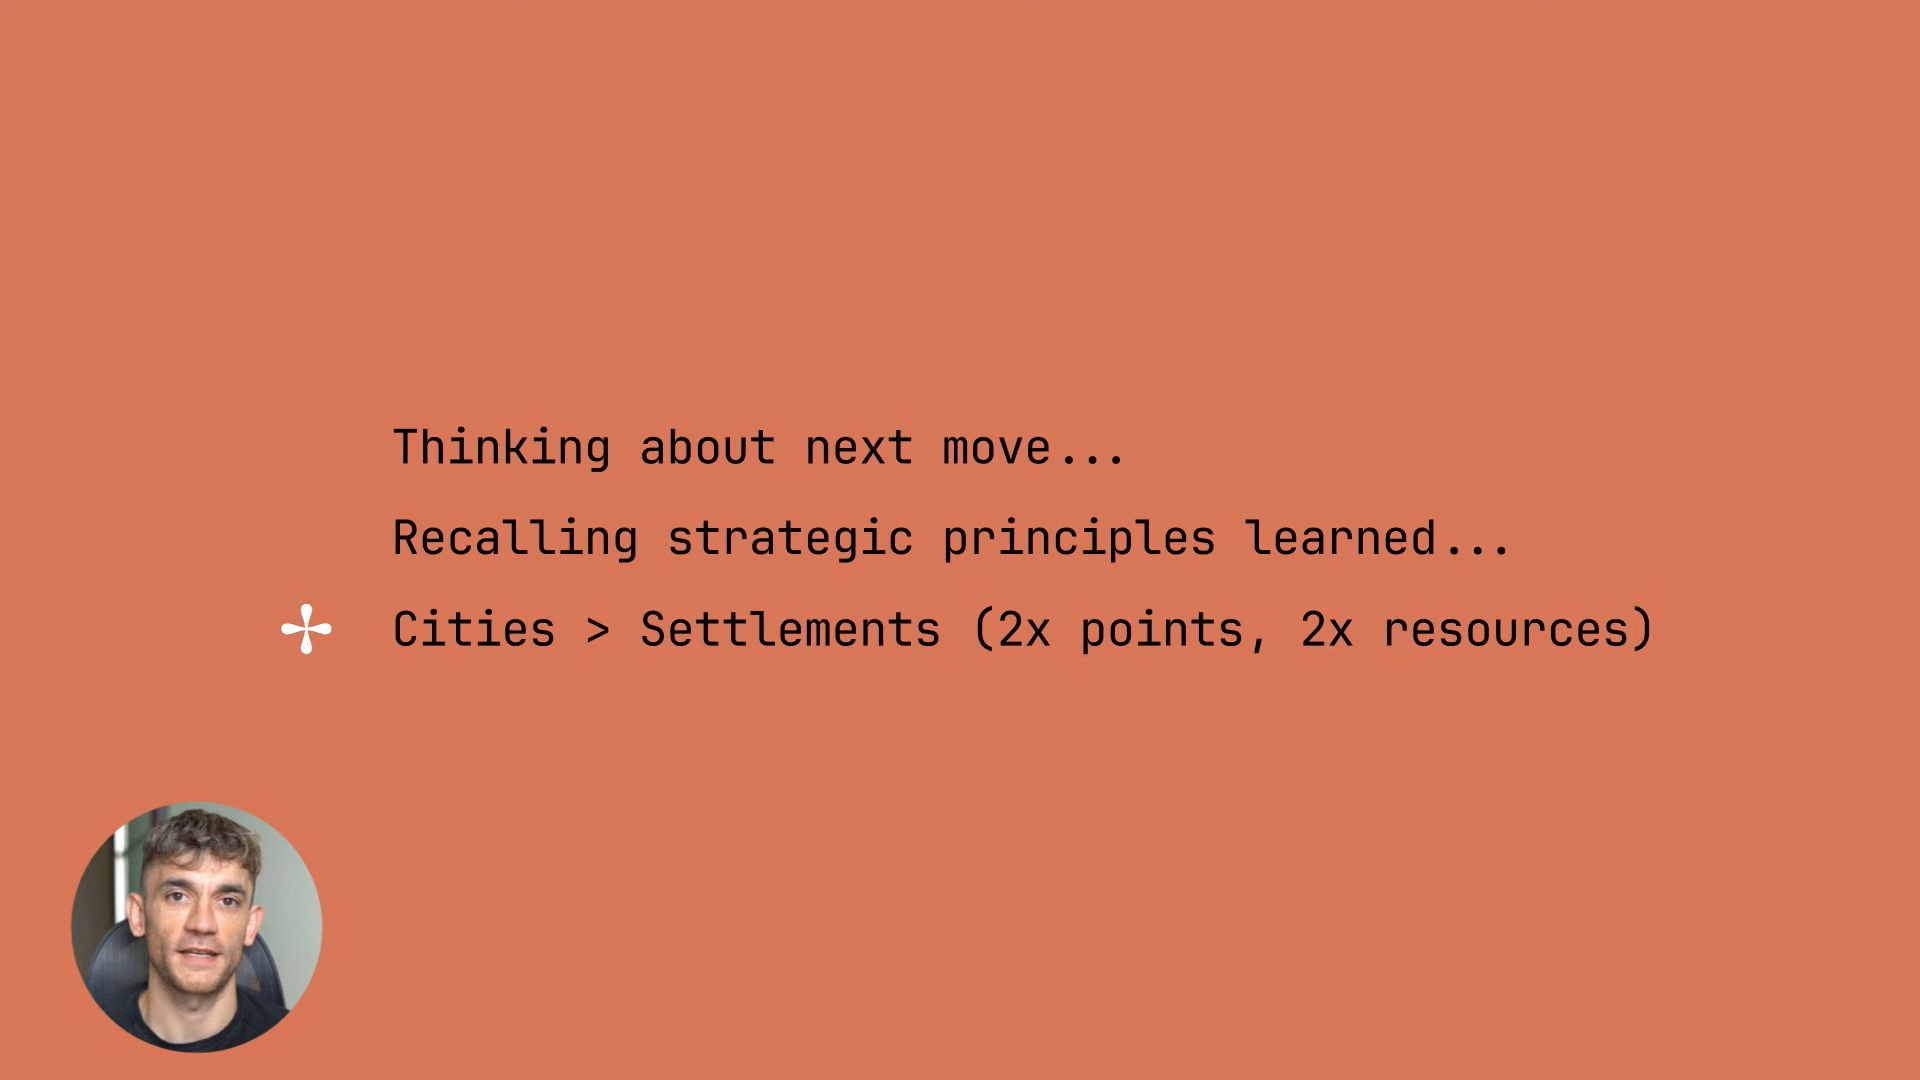 Thinking about next move...
Recalling strategic principles learned...
Cities > Settlements (2x points, 2x resources)